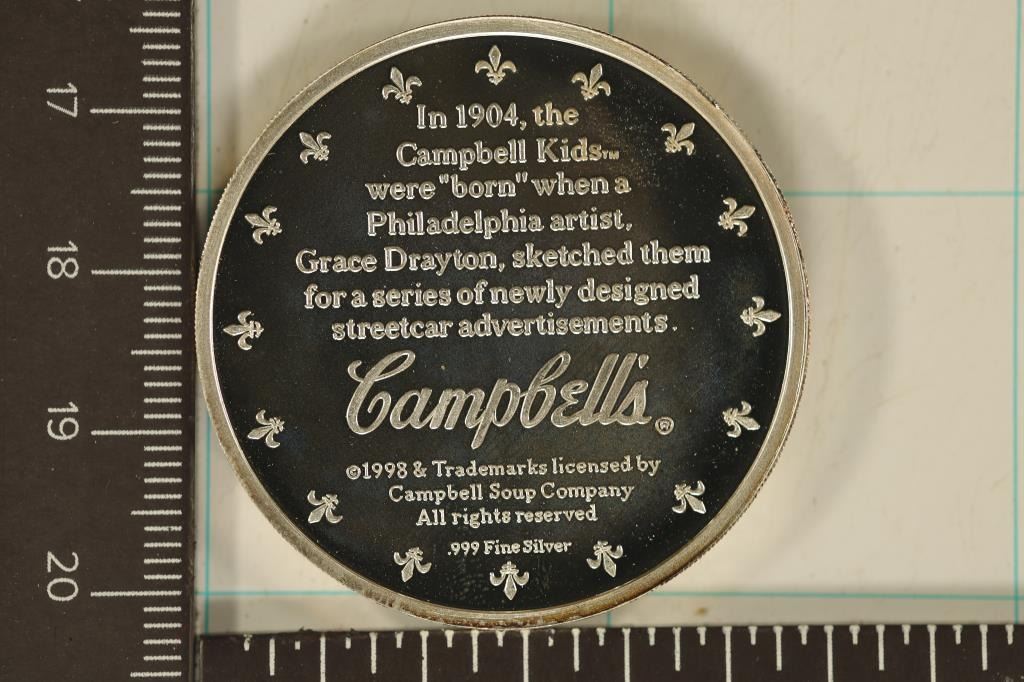 In 1904, the
Campbell Kids™
were "born" when a
Philadelphia artist,
Grace Drayton, sketched them
for a series of newly designed
streetcar advertisements.
Campbell's®
©1998 & Trademarks licensed by
Campbell Soup Company
All rights reserved
.999 Fine Silver
17
18
19
20